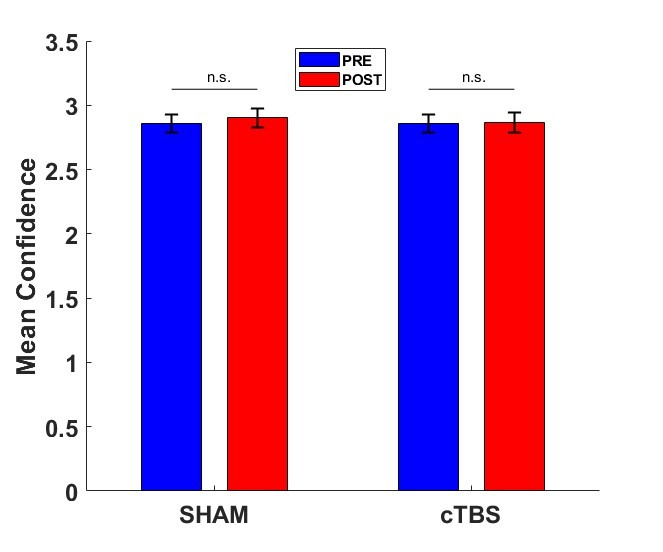 3.5
3
2.5
2
1.5
1
0.5
0
Mean Confidence
n.s.
PRE
POST
n.s.
SHAM
cTBS